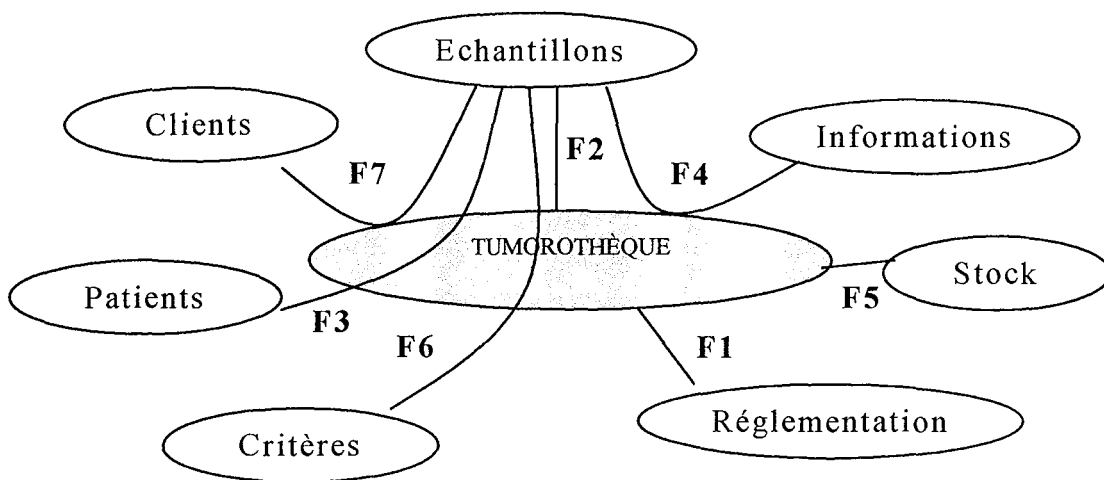 Echantillons
Clients
Informations
F2
F7
F4
TUMOROTHÈQUE
Patients
Stock
F3
F5
F6
F1
Critères
Réglementation